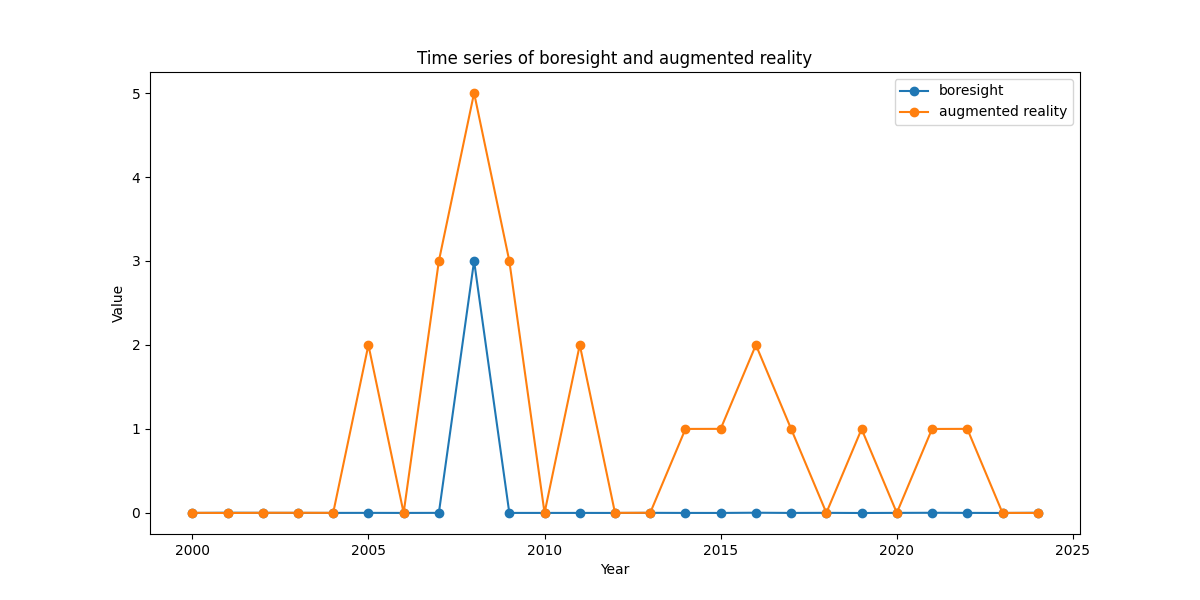 Time series of boresight and augmented reality
boresight
augmented reality
5
4
3
2
1
0
Value
2000
2005
2010
2015
2020
2025
Year